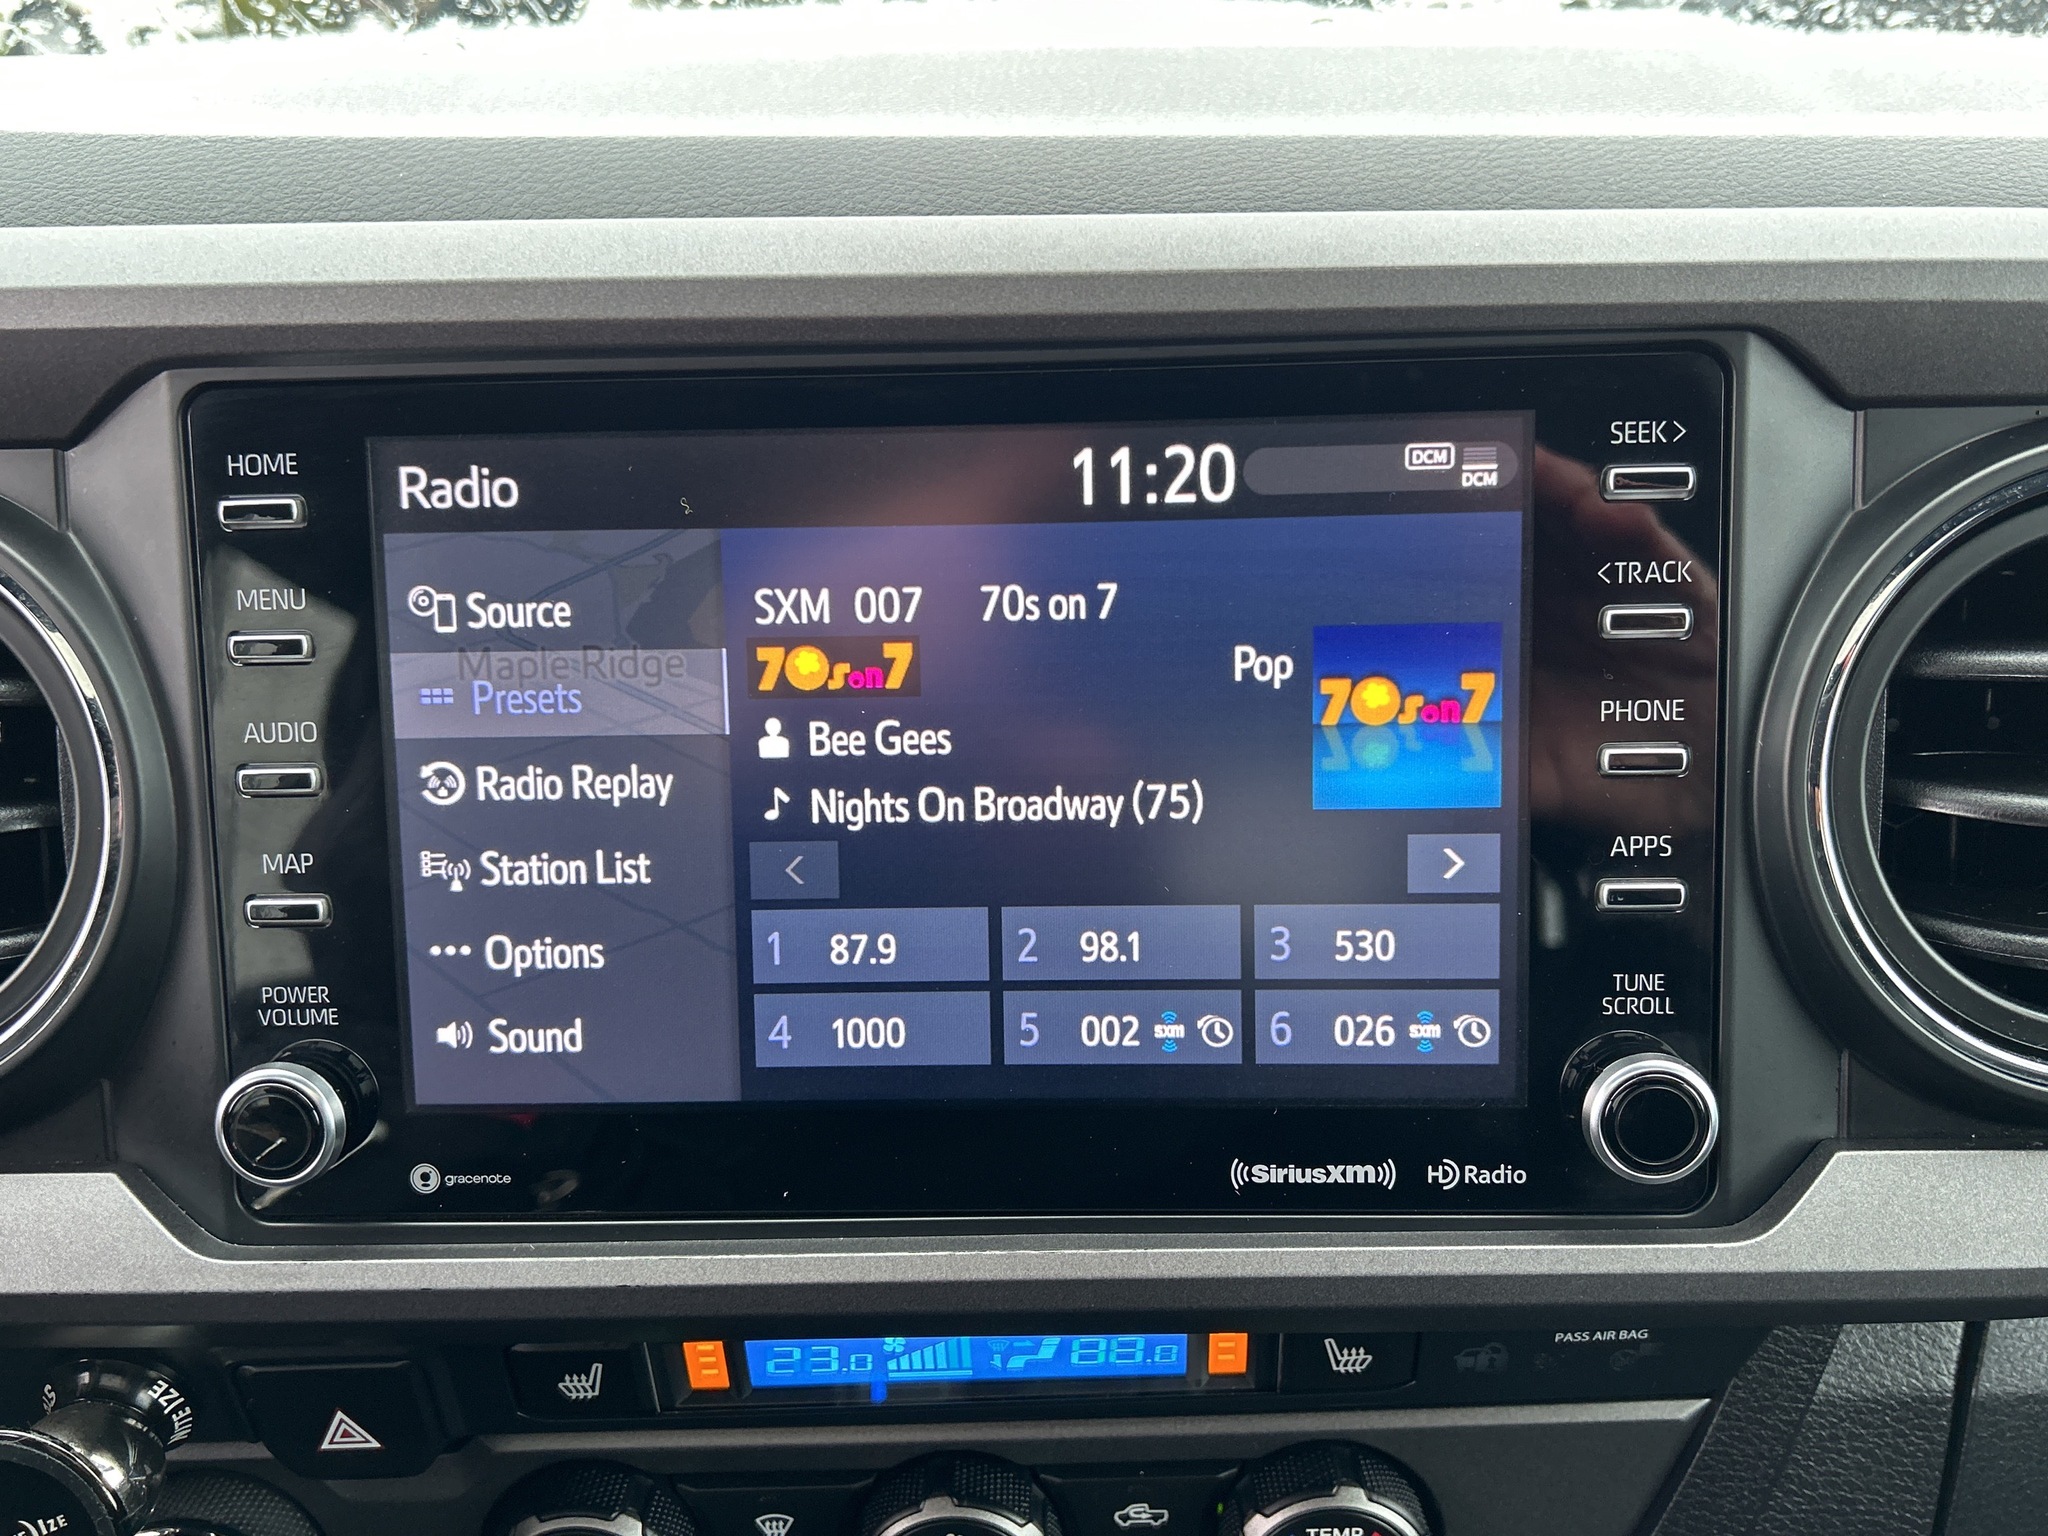 Radio
11:20
DCM
DCM
HOME
MENU
AUDIO
MAP
POWER
VOLUME
Source
Maple Ridge
Presets
Radio Replay
Station List
Options
Sound
SXM 007 70s on 7
70s on 7
Pop
70s on 7
Bee Gees
Nights On Broadway (75)
<
>
1 87.9
2 98.1
3 530
4 1000
5 002 sxm
6 026 sxm
SEEK>
<TRACK
PHONE
APPS
TUNE
SCROLL
gracenote
((SiriusXM))
HD Radio
23.0
PASS AIR BAG
TEMP